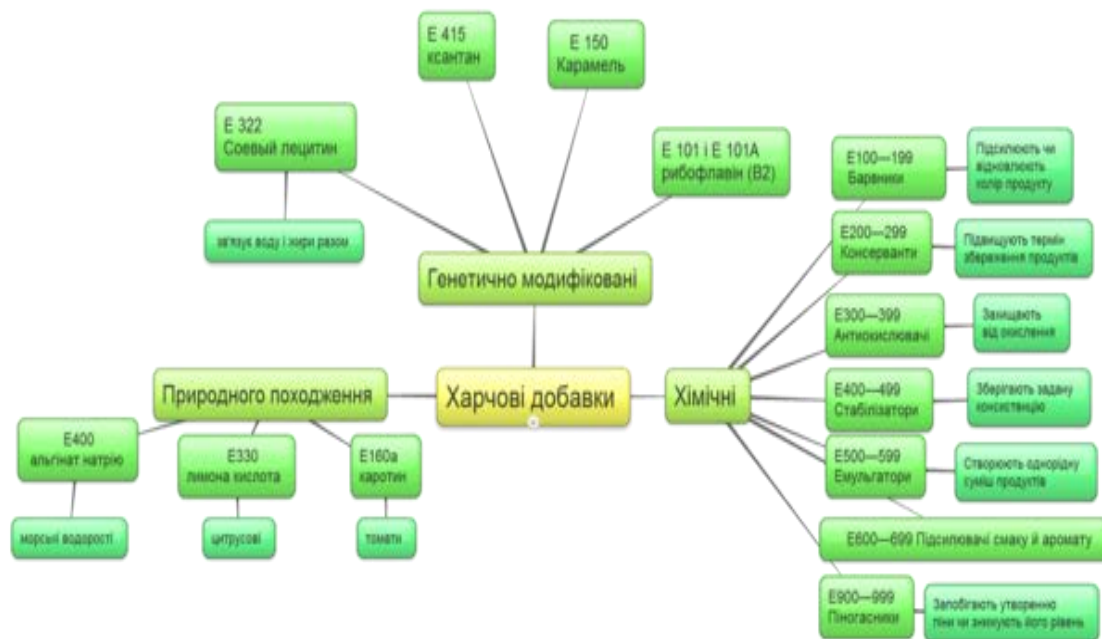 E 415
ксантан
E 150
Карамель
E 322
Соевый лецитин
E 101 і E 101A
рибофлавін (B2)
зв'язує воду і жири разом
Генетично модифіковані
Харчові добавки
Природного походження
E400
альгінат натрію
E330
лимона кислота
E160a
каротин
морські водорості
цитрусові
томати
Хімічні
E100—199
Барвники
Підсилюють чи
відновлюють
колір продукту
E200—299
Консерванти
Підвищують термін
збереження продуктів
E300—399
Антиокислювачі
Захищають
від окислення
E400—499
Стабілізатори
Зберігають задану
консистенцію
E500—599
Емульгатори
Створюють однорідну
суміш продуктів
E600—699 Підсилювачі смаку й аромату
E900—999
Піногасники
Запобігають утворенню
піни чи знижують його рівень